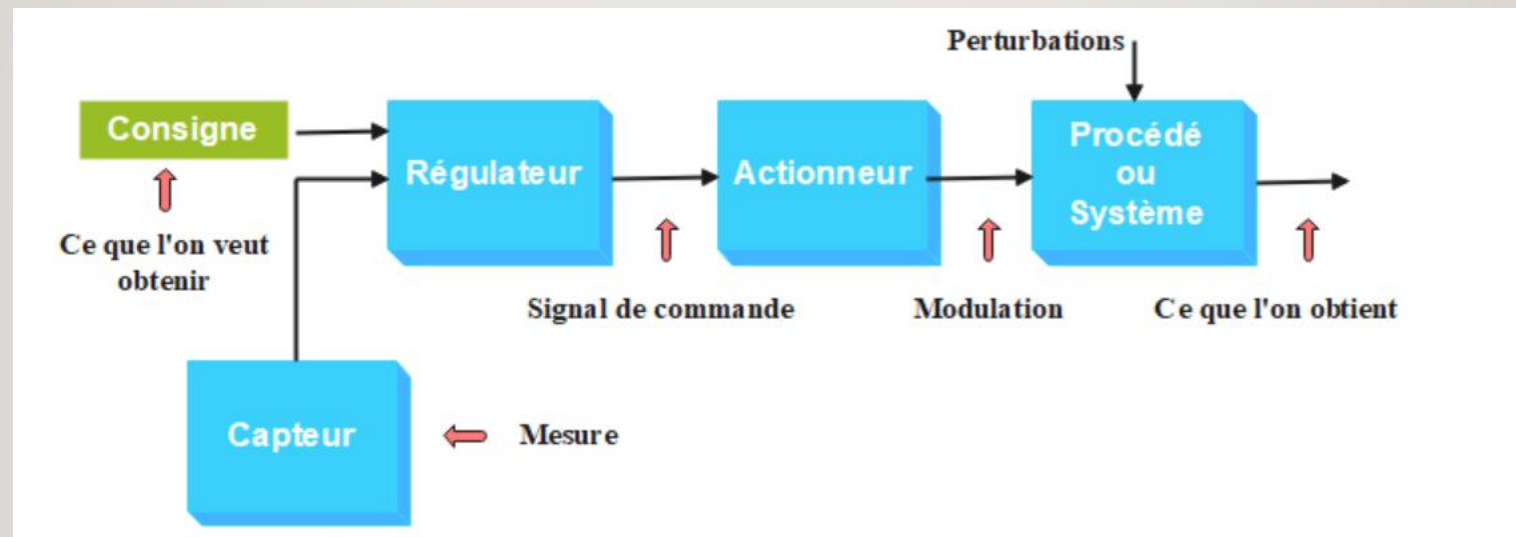 Perturbations
Consigne
Régulateur
Actionneur
Procédé
ou
Système
Ce que l'on veut
obtenir
Signal de commande
Modulation
Ce que l'on obtient
Capteur
Mesure